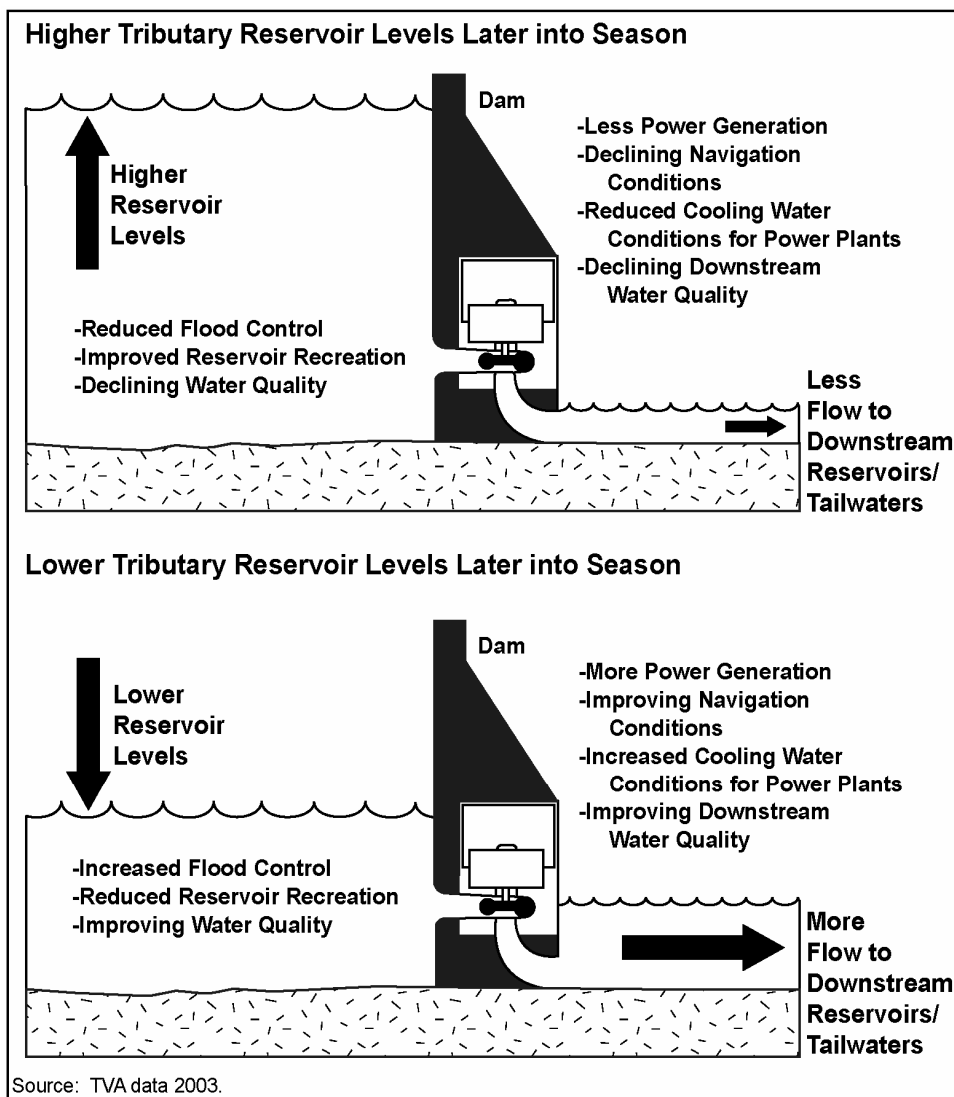 Higher Tributary Reservoir Levels Later into Season
Dam
Higher
Reservoir
Levels
-Less Power Generation
-Declining Navigation
Conditions
-Reduced Cooling Water
Conditions for Power Plants
-Declining Downstream
Water Quality
-Reduced Flood Control
-Improved Reservoir Recreation
-Declining Water Quality
Less
Flow to
Downstream
Reservoirs/
Tailwaters
Lower Tributary Reservoir Levels Later into Season
Dam
Lower
Reservoir
Levels
-More Power Generation
-Improving Navigation
Conditions
-Increased Cooling Water
Conditions for Power Plants
-Improving Downstream
Water Quality
-Increased Flood Control
-Reduced Reservoir Recreation
-Improving Water Quality
More
Flow to
Downstream
Reservoirs/
Tailwaters
Source: TVA data 2003.